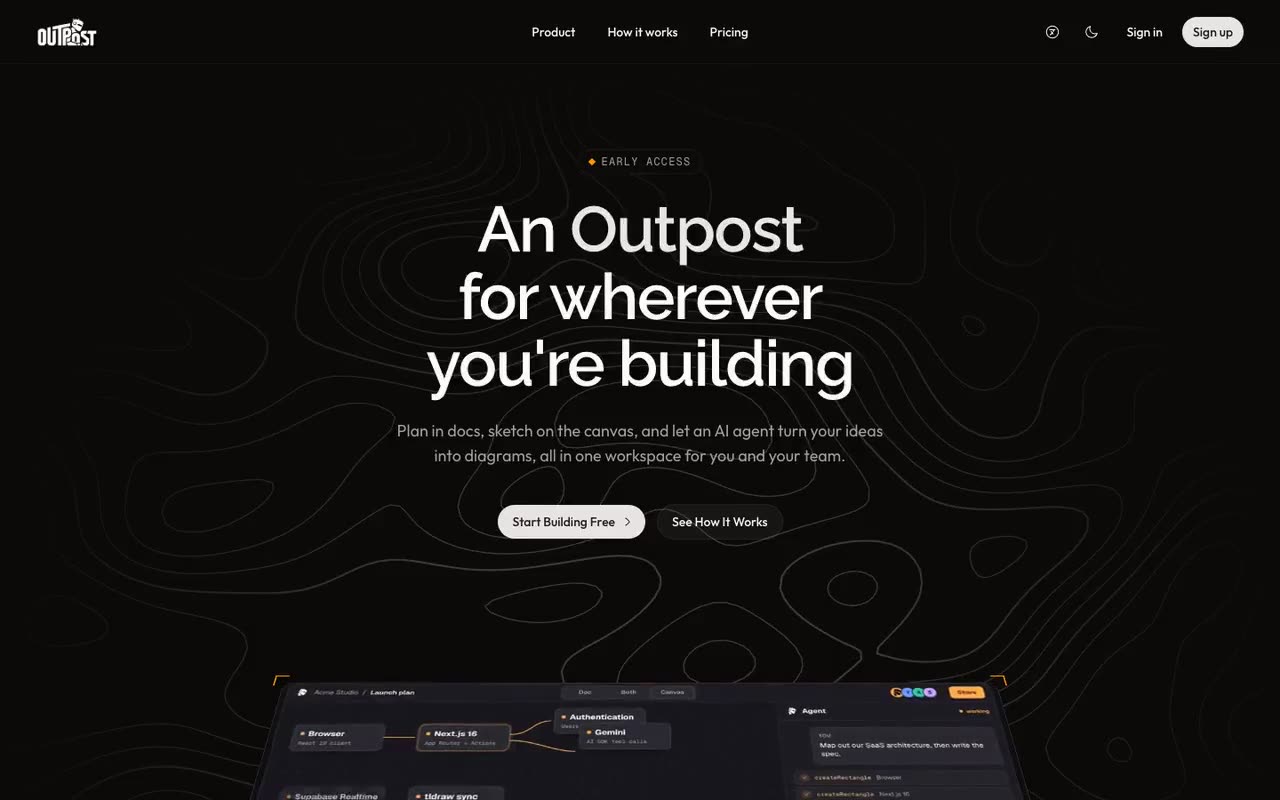 OUTPOST
Product
How it works
Pricing
Sign in
Sign up
EARLY ACCESS
An Outpost
for wherever
you're building
Plan in docs, sketch on the canvas, and let an AI agent turn your ideas
into diagrams, all in one workspace for you and your team.
Start Building Free
See How It Works
Acme Studio / Launch plan
Doc
Both
Canvas
Share
Agent
working
Authentication
Users
Browser
React 19 client
Next.js 16
App Router + Actions
Gemini
AI SDK tool calls
YOU
Map out our SaaS architecture, then write the
spec.
createRectangle Browser
createRectangle Next.js 16
Supabase Realtime
tldraw sync